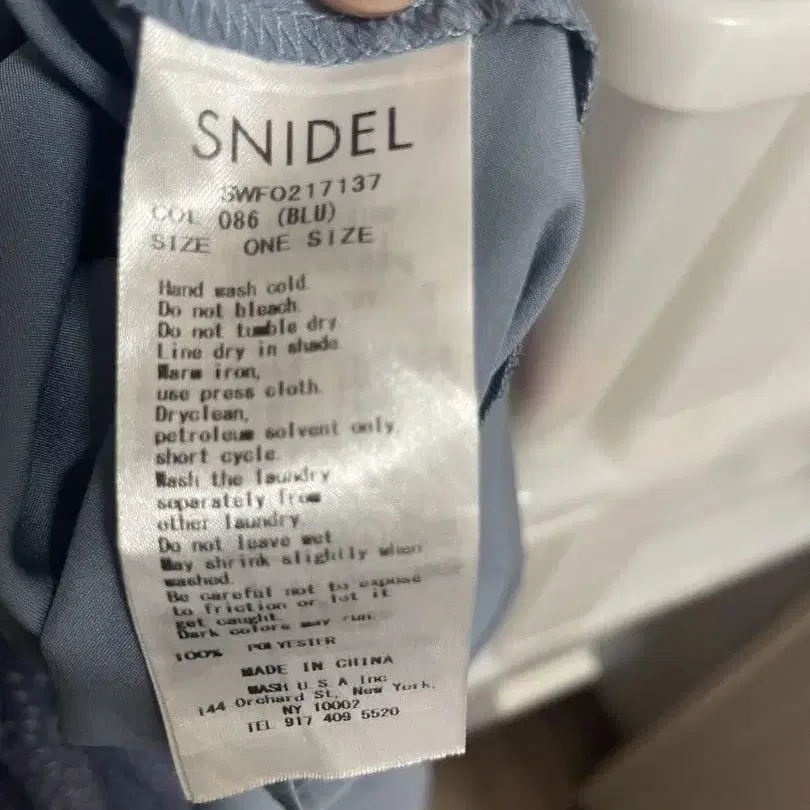 SNIDEL
SWFO217137
COL 086 (BLU)
SIZE ONE SIZE
Hand wash cold.
Do not bleach.
Do not tumble dry
Line dry in shade.
Warm iron,
use press cloth.
Dryclean,
petroleum solvent only,
short cycle.
Wash the laundry
separately from
other laundry.
Do not leave wet.
May shrink slightly when
washed.
Be careful not to expose
to friction or let it
get caught.
Dark colors may run.
100% POLYESTER
MADE IN CHINA
MASH U.S.A Inc
144 Orchard St. New York,
NY 10002
TEL 917 409 5520